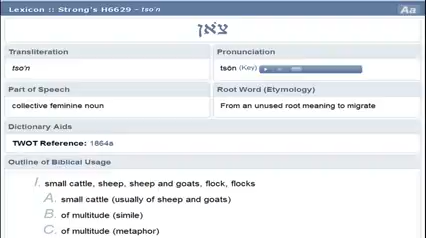 Lexicon :: Strong's H6629 - tso'n
Aa
צֹאן
Transliteration
Pronunciation
tso'n
tsōn (Key)
Part of Speech
Root Word (Etymology)
collective feminine noun
From an unused root meaning to migrate
Dictionary Aids
TWOT Reference: 1864a
Outline of Biblical Usage
I. small cattle, sheep, sheep and goats, flock, flocks
A. small cattle (usually of sheep and goats)
B. of multitude (simile)
C. of multitude (metaphor)